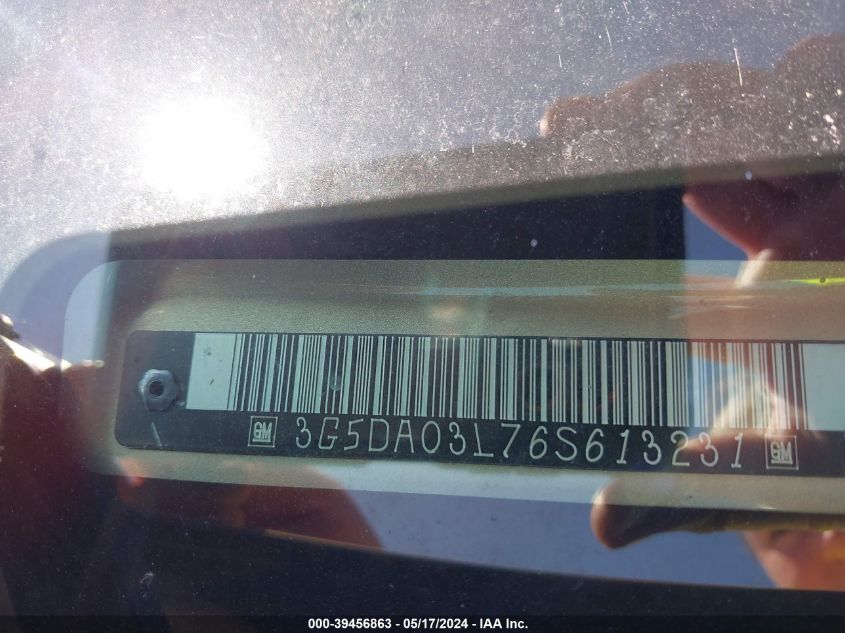 GM 3G5DA03L76S613231 GM
000-39456863 / 05/17/2024 - IAA Inc.